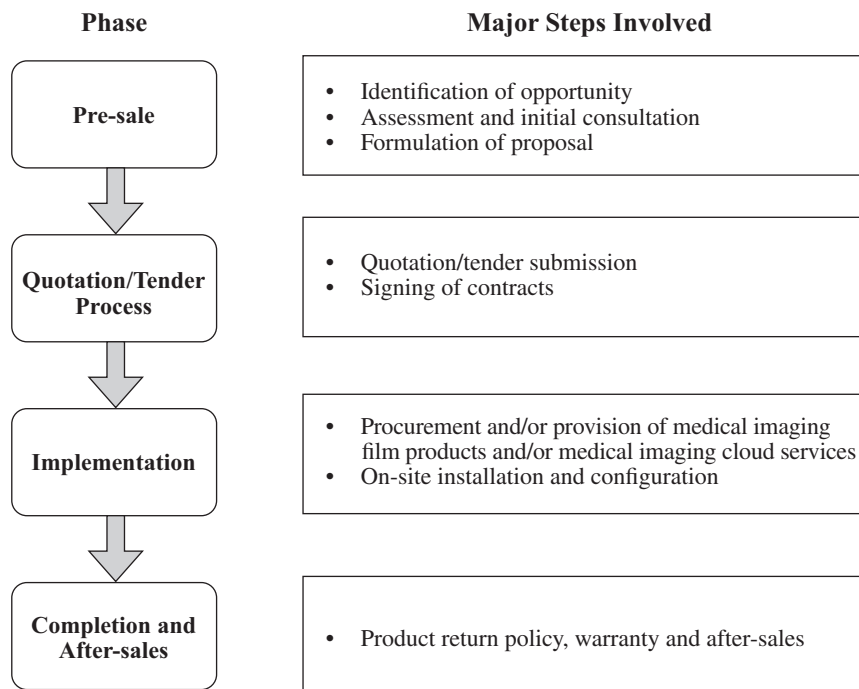 Phase
Major Steps Involved
Pre-sale
• Identification of opportunity
• Assessment and initial consultation
• Formulation of proposal
Quotation/Tender
Process
• Quotation/tender submission
• Signing of contracts
Implementation
• Procurement and/or provision of medical imaging
film products and/or medical imaging cloud services
• On-site installation and configuration
Completion and
After-sales
• Product return policy, warranty and after-sales